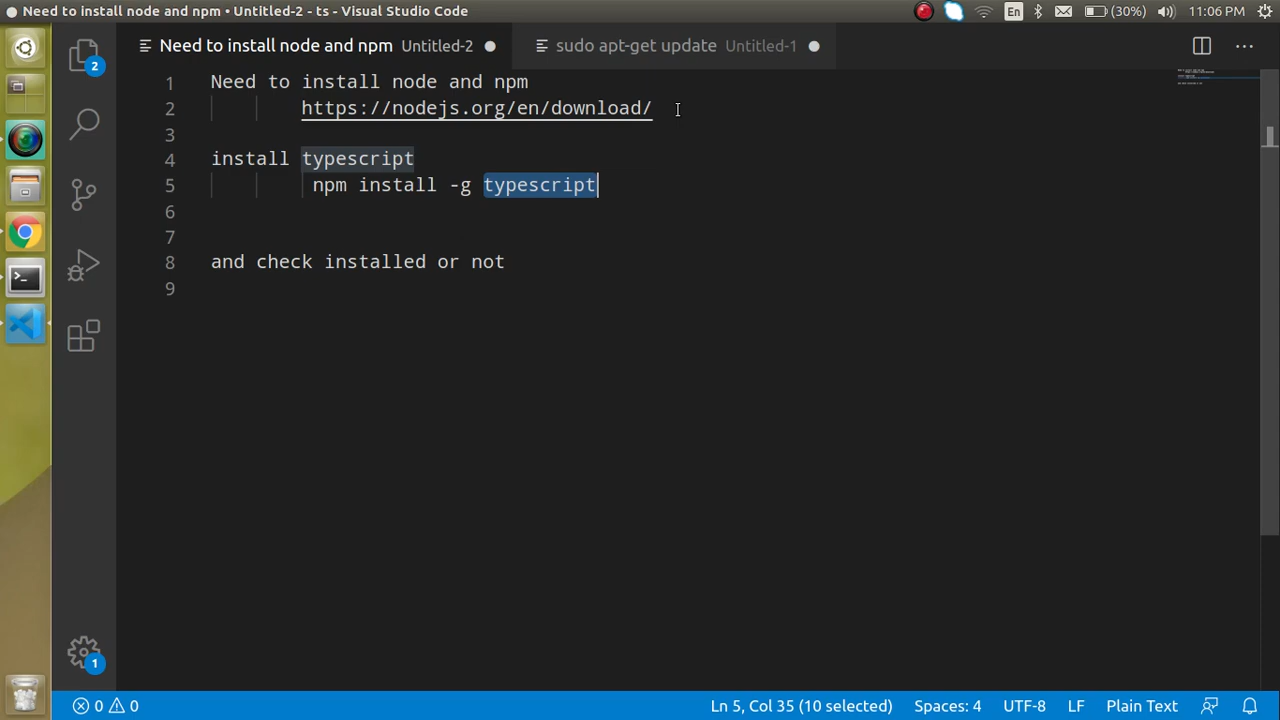 Need to install node and npm • Untitled-2 - ts - Visual Studio Code
En
(30%)
11:06 PM
Need to install node and npm Untitled-2
sudo apt-get update Untitled-1
2
1 Need to install node and npm
2 https://nodejs.org/en/download/
3
4 install typescript
5 npm install -g typescript
6
7
8 and check installed or not
9
1
0 0
Ln 5, Col 35 (10 selected)
Spaces: 4
UTF-8
LF
Plain Text